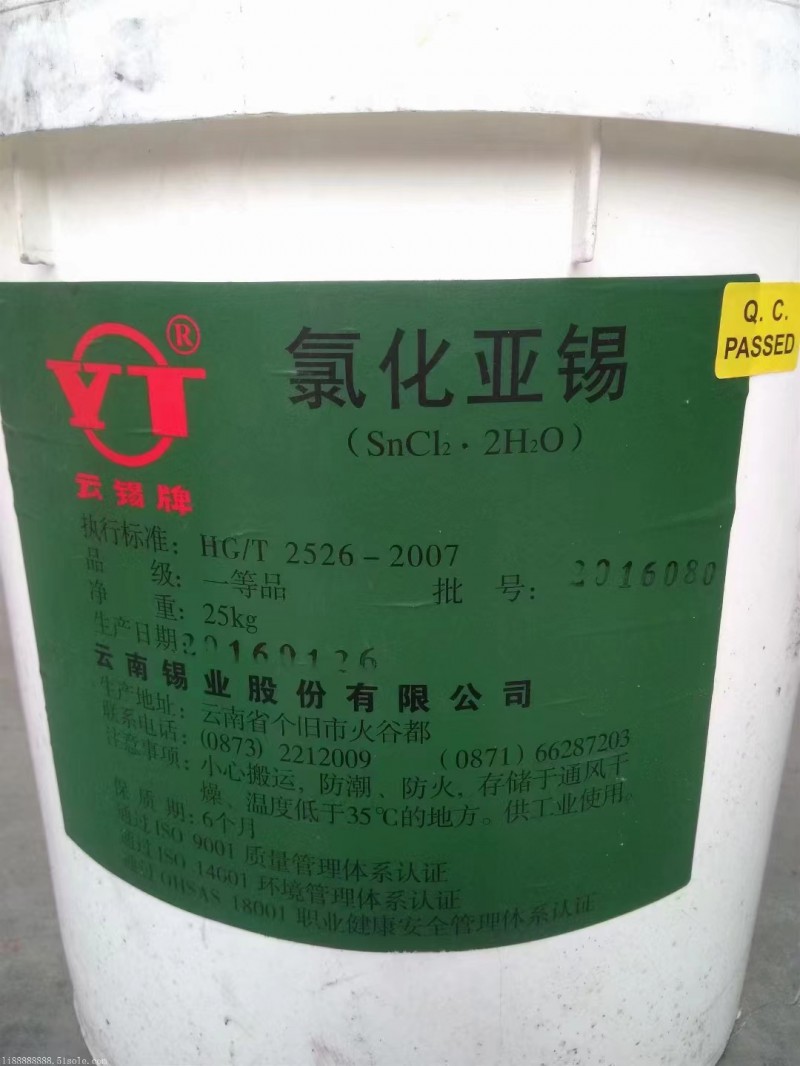 Q. C.
PASSED
YT®
云锡牌
氯化亚锡
(SnCl₂·2H₂O)
执行标准: HG/T 2526-2007
品 级: 一等品 批 号: 2016080
净 重: 25kg
生产日期: 20160126
云南锡业股份有限公司
生产地址: 云南省个旧市火谷都
联系电话: (0873) 2212009 (0871) 66287203
注意事项: 小心搬运, 防潮、防火, 存储于通风干
燥、温度低于35℃的地方。供工业使用。
保 质 期: 6个月
通过ISO 9001 质量管理体系认证
通过ISO 14001 环境管理体系认证
通过OHSAS 18001 职业健康安全管理体系认证
li88888888.51sole.com